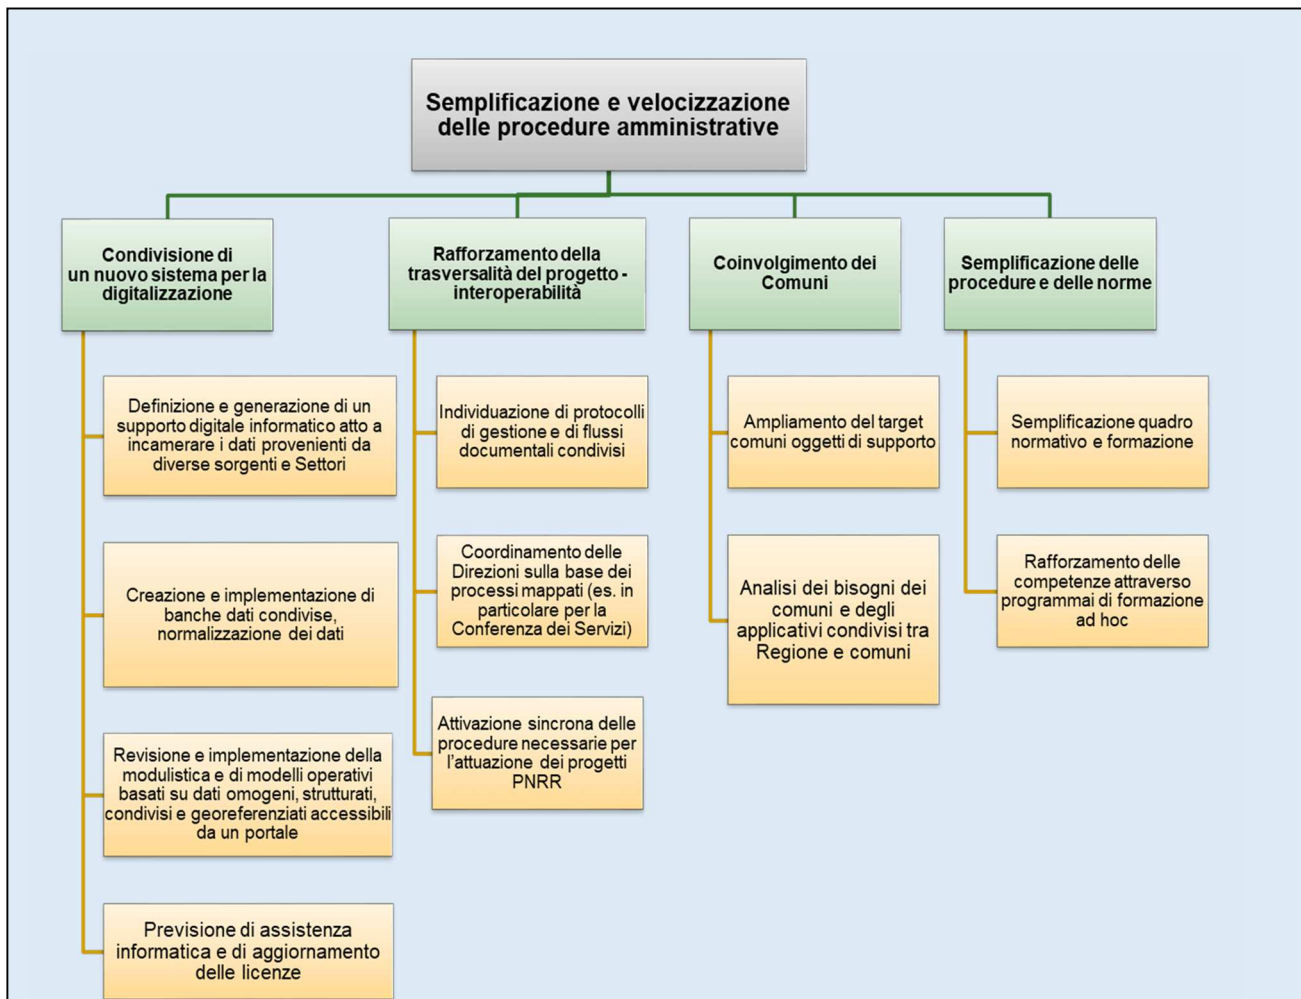 Semplificazione e velocizzazione
delle procedure amministrative
Condivisione di
un nuovo sistema per la
digitalizzazione
Definizione e generazione di un
supporto digitale informatico atto a
incamerare i dati provenienti da
diverse sorgenti e Settori
Creazione e implementazione di
banche dati condivise,
normalizzazione dei dati
Revisione e implementazione della
modulistica e di modelli operativi
basati su dati omogeni, strutturati,
condivisi e georeferenziati accessibili
da un portale
Previsione di assistenza
informatica e di aggiornamento
delle licenze
Rafforzamento della
trasversalità del progetto -
interoperabilità
Individuazione di protocolli
di gestione e di flussi
documentali condivisi
Coordinamento delle
Direzioni sulla base dei
processi mappati (es. in
particolare per la
Conferenza dei Servizi)
Attivazione sincrona delle
procedure necessarie per
l'attuazione dei progetti
PNRR
Coinvolgimento dei
Comuni
Ampliamento del target
comuni oggetti di supporto
Analisi dei bisogni dei
comuni e degli
applicativi condivisi tra
Regione e comuni
Semplificazione delle
procedure e delle norme
Semplificazione quadro
normativo e formazione
Rafforzamento delle
competenze attraverso
programmai di formazione
ad hoc